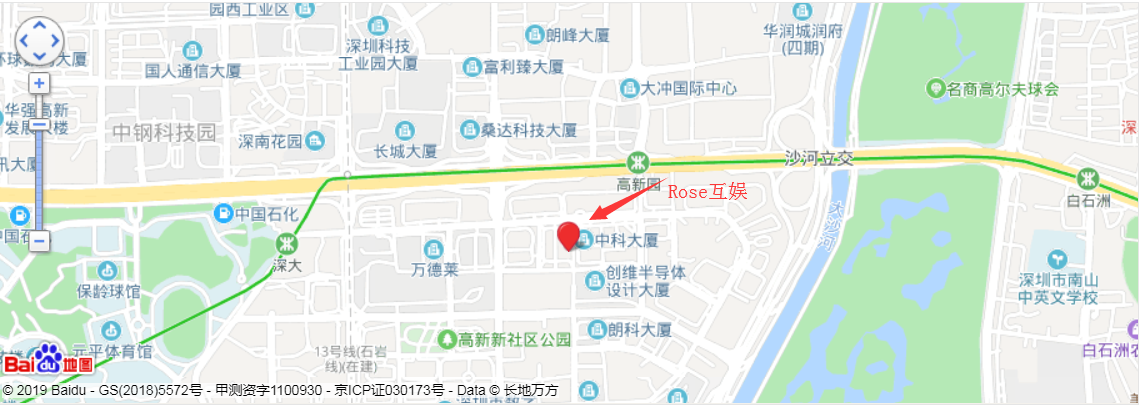 园西工业区
深圳科技
工业园大厦
朗峰大厦
华润城润府
(四期)
国人通信大厦
富利臻大厦
大冲国际中心
名商高尔夫球会
华强高新
发展大楼
中钢科技园
深南花园
长城大厦
桑达科技大厦
深
讯大厦
沙河立交
高新园
Rose互娱
白石洲
中国石化
大沙河
中科大厦
深大
万德莱
保龄球馆
创维半导体
设计大厦
深圳市南山
中英文学校
高新新社区公园
朗科大厦
元平体育馆
13号线(石岩
线)(在建)
白石洲农
Bai du 地图
© 2019 Baidu - GS(2018)5572号 - 甲测资字1100930 - 京ICP证030173号 - Data © 长地万方